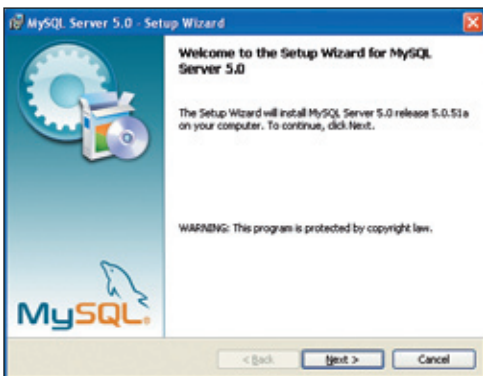 MySQL Server 5.0 - Setup Wizard
Welcome to the Setup Wizard for MySQL
Server 5.0
The Setup Wizard will install MySQL Server 5.0 release 5.0.51a
on your computer. To continue, click Next.
WARNING: This program is protected by copyright law.
MySQL®
< Back
Next >
Cancel